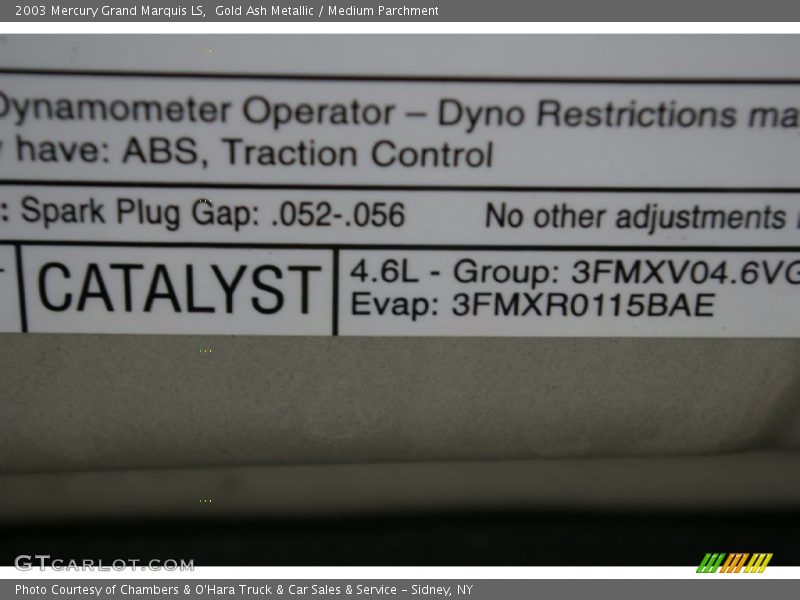 2003 Mercury Grand Marquis LS, Gold Ash Metallic / Medium Parchment
Dynamometer Operator – Dyno Restrictions
have: ABS, Traction Control
: Spark Plug Gap: .052-.056 No other adjustments
CATALYST
4.6L - Group: 3FMXV04.6VG
Evap: 3FMXR0115BAE
GTCARLOT.COM
Photo Courtesy of Chambers & O'Hara Truck & Car Sales & Service – Sidney, NY